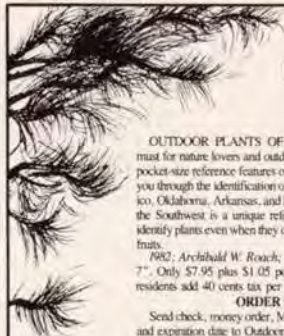 OUTDOOR PLANTS OF
must for nature lovers and outd
pocket-size reference features o
you through the identification o
ico, Oklahoma, Arkansas, and
the Southwest is a unique ref
identify plants even when they d
fruits.
1982; Archibald W. Roach;
7". Only $7.95 plus $1.05 po
residents add 40 cents tax per
ORDER
Send check, money order, M
and expiration date to Outdoor